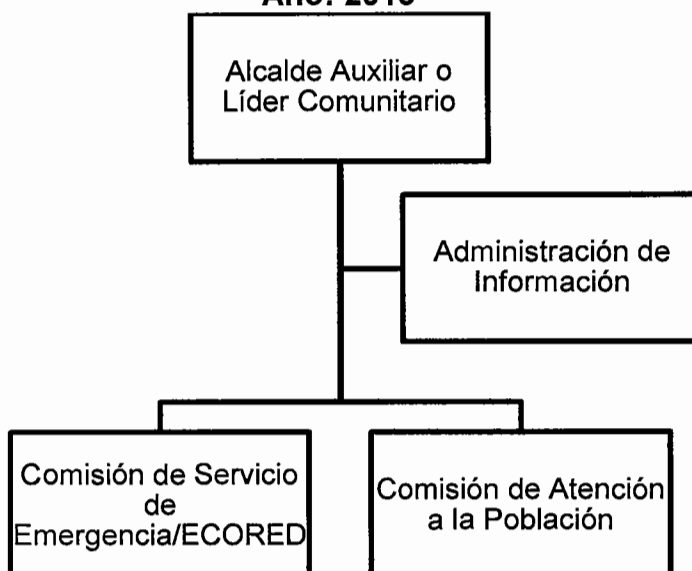 Alcalde Auxiliar o
Líder Comunitario
Administración de
Información
Comisión de Servicio
de
Emergencia/ECORED
Comisión de Atención
a la Población